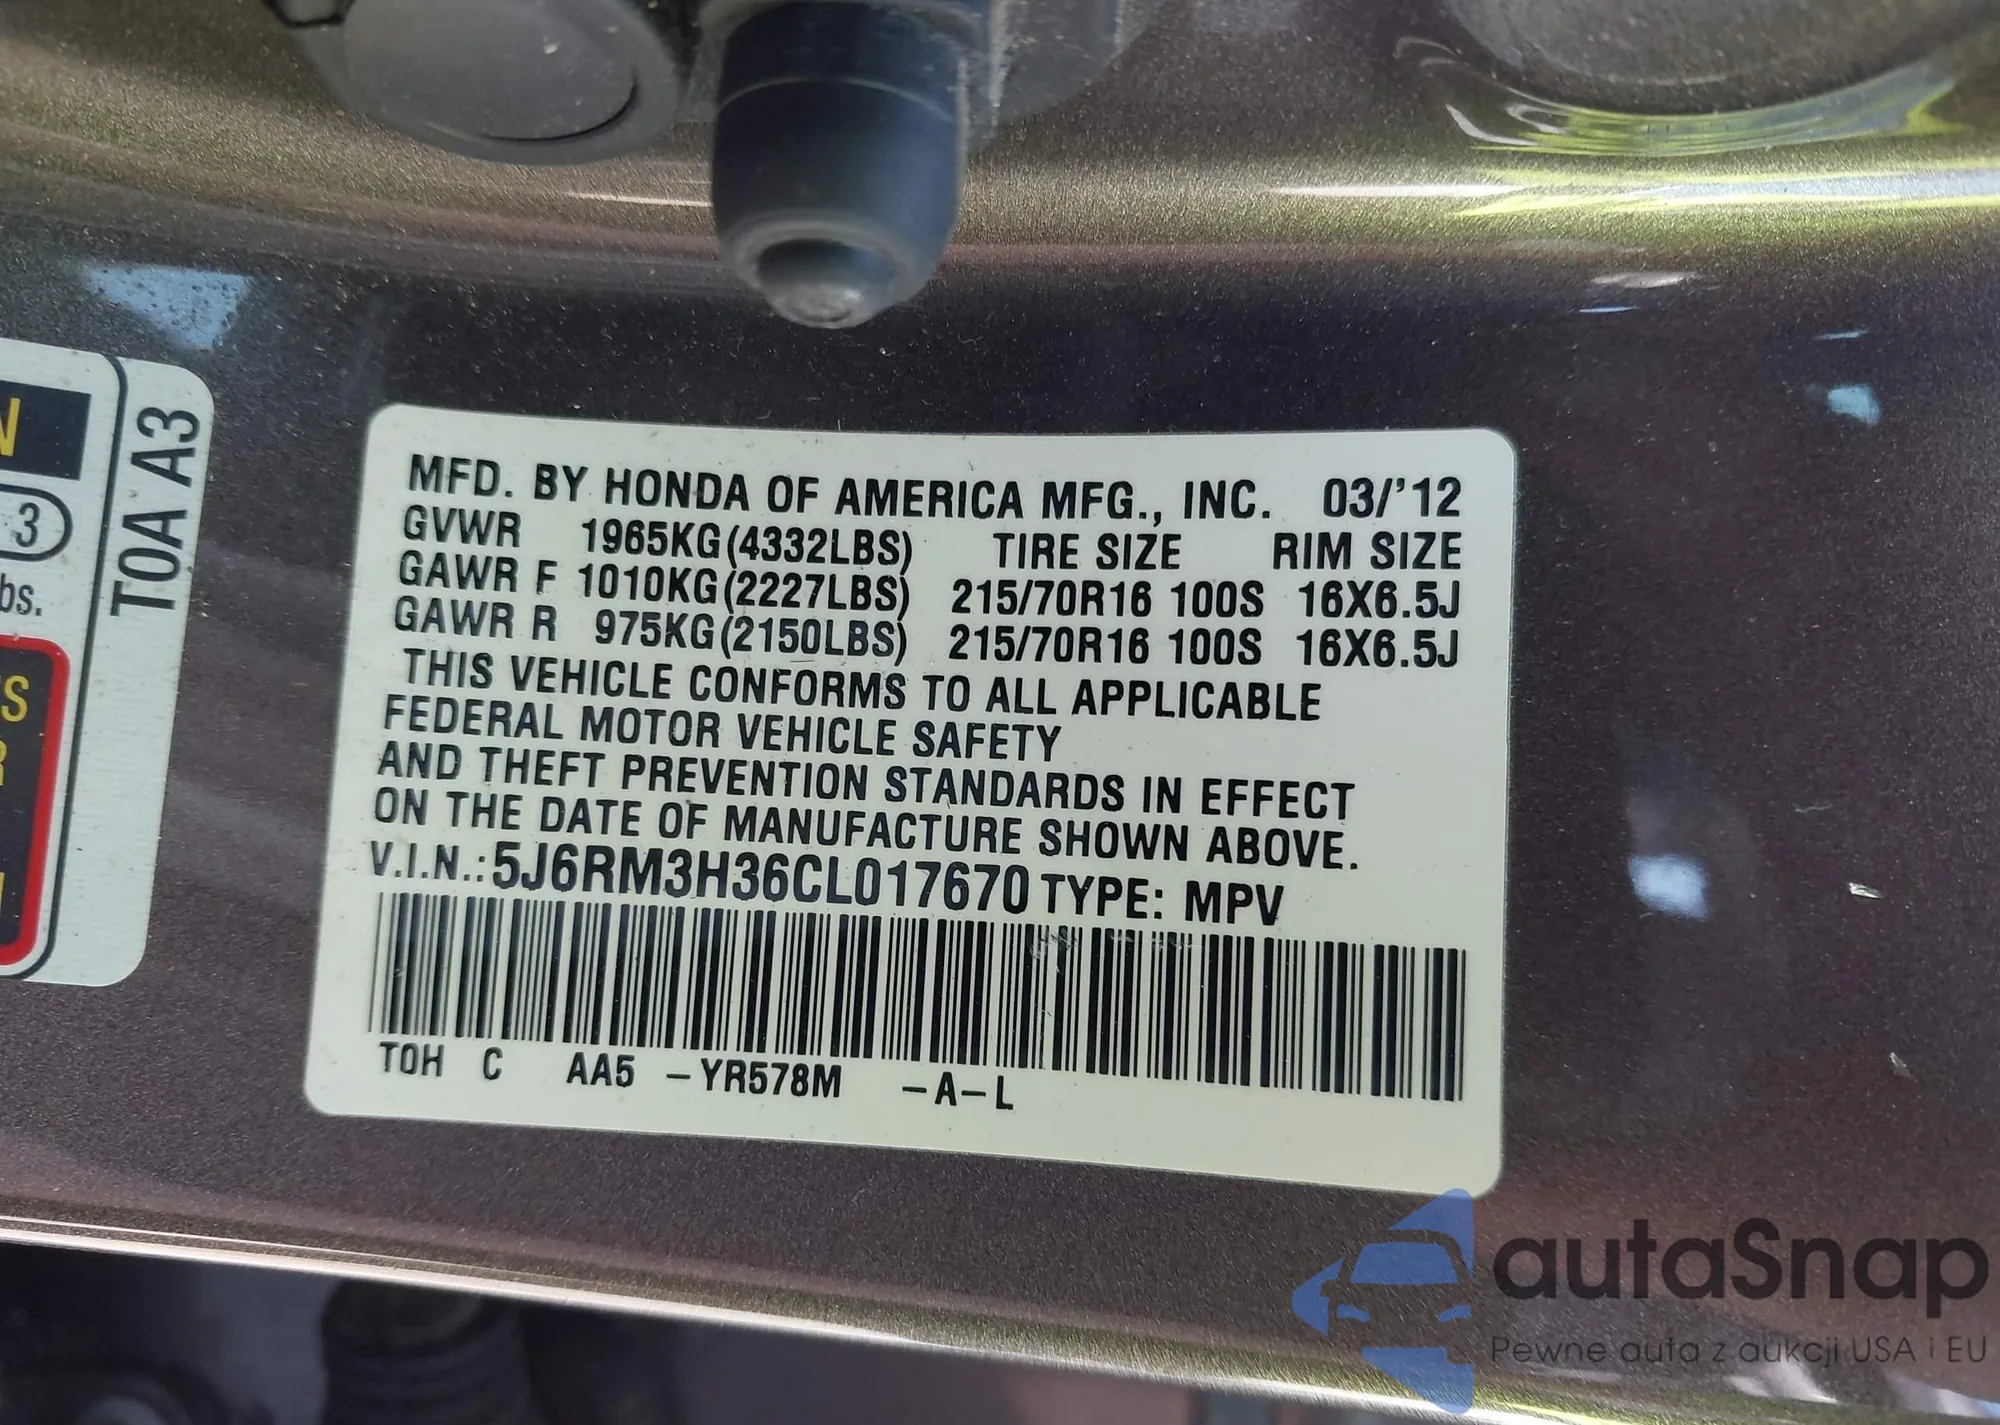 N
3
bs.
S
R
T0A A3
MFD. BY HONDA OF AMERICA MFG., INC. 03/'12
GVWR 1965KG(4332LBS) TIRE SIZE RIM SIZE
GAWR F 1010KG(2227LBS) 215/70R16 100S 16X6.5J
GAWR R 975KG(2150LBS) 215/70R16 100S 16X6.5J
THIS VEHICLE CONFORMS TO ALL APPLICABLE
FEDERAL MOTOR VEHICLE SAFETY
AND THEFT PREVENTION STANDARDS IN EFFECT
ON THE DATE OF MANUFACTURE SHOWN ABOVE.
V.I.N.:5J6RM3H36CL017670 TYPE: MPV
T0H C AA5 -YR578M -A-L
autaSnap
Pewne auta z aukcji USA i EU